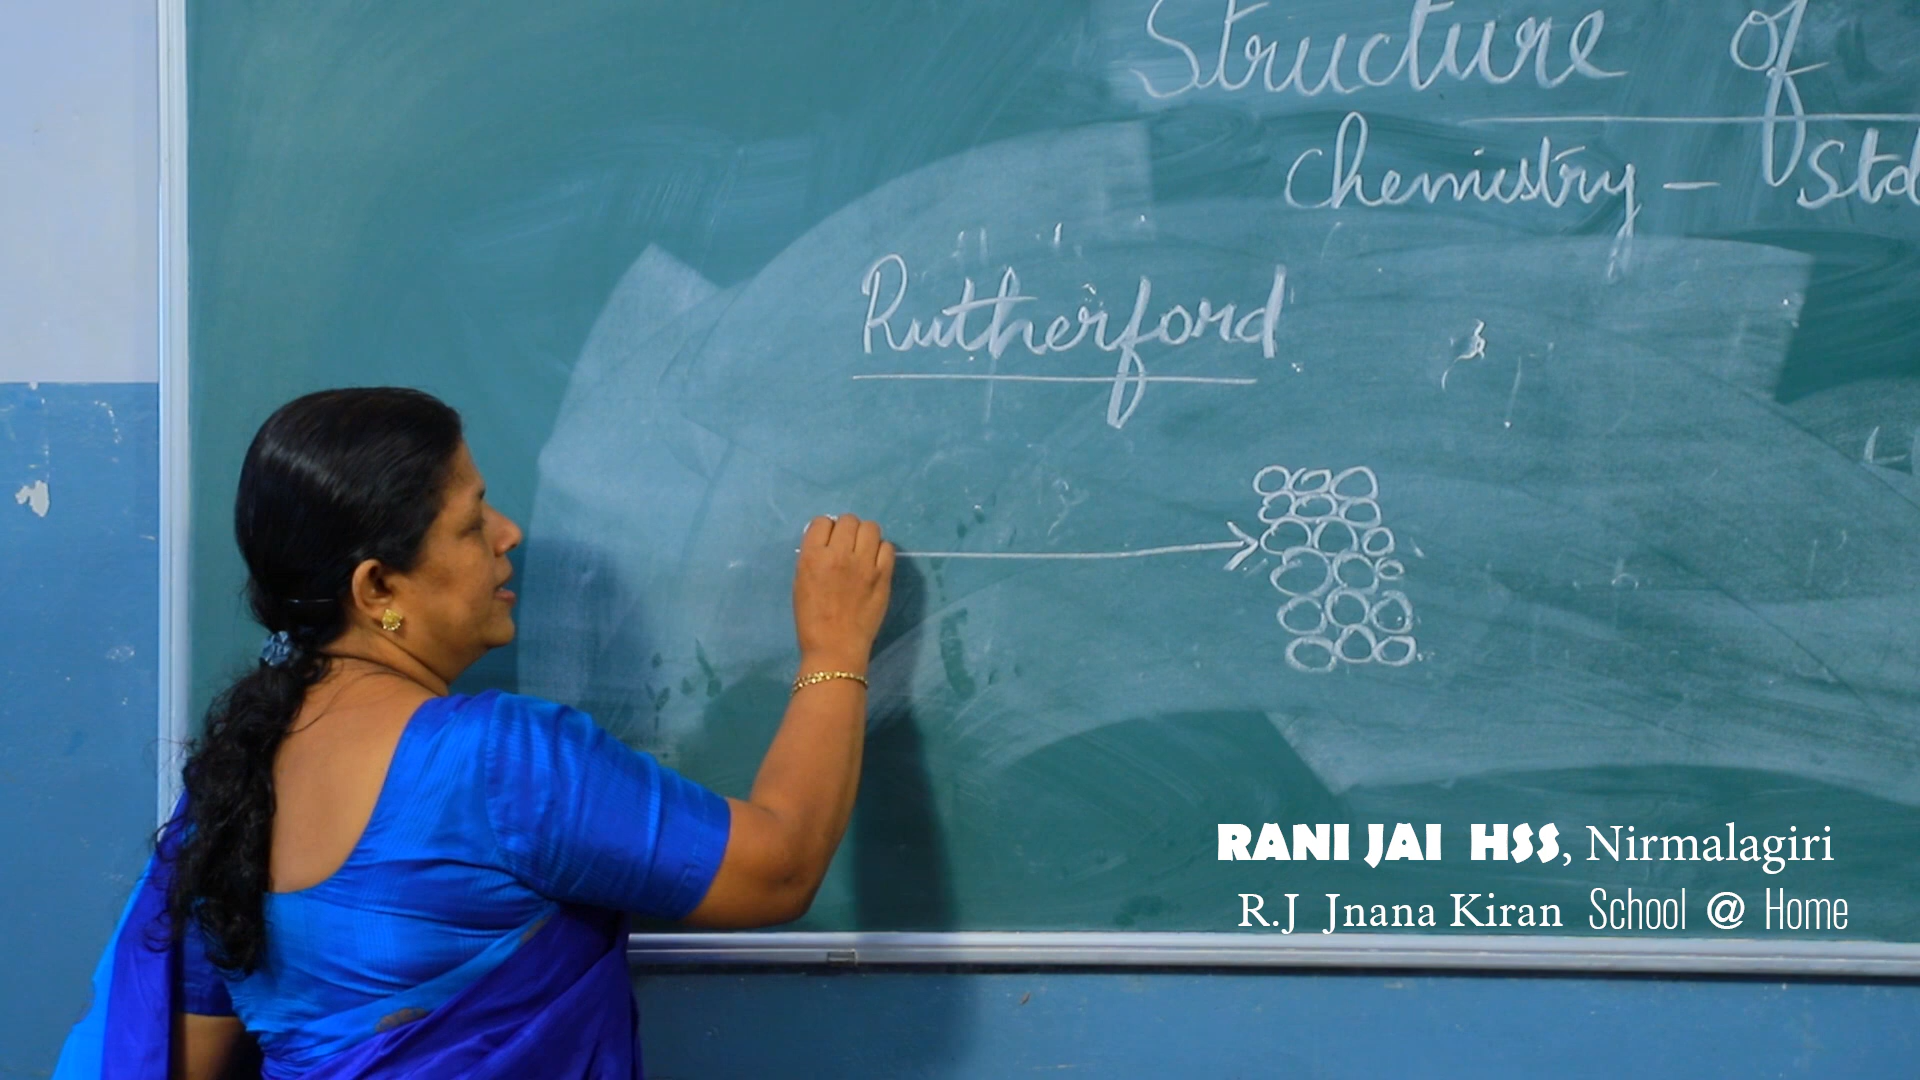 Structure of
Chemistry - Std
Rutherford
RANI JAI HSS, Nirmalagiri
R.J Jnana Kiran School @ Home